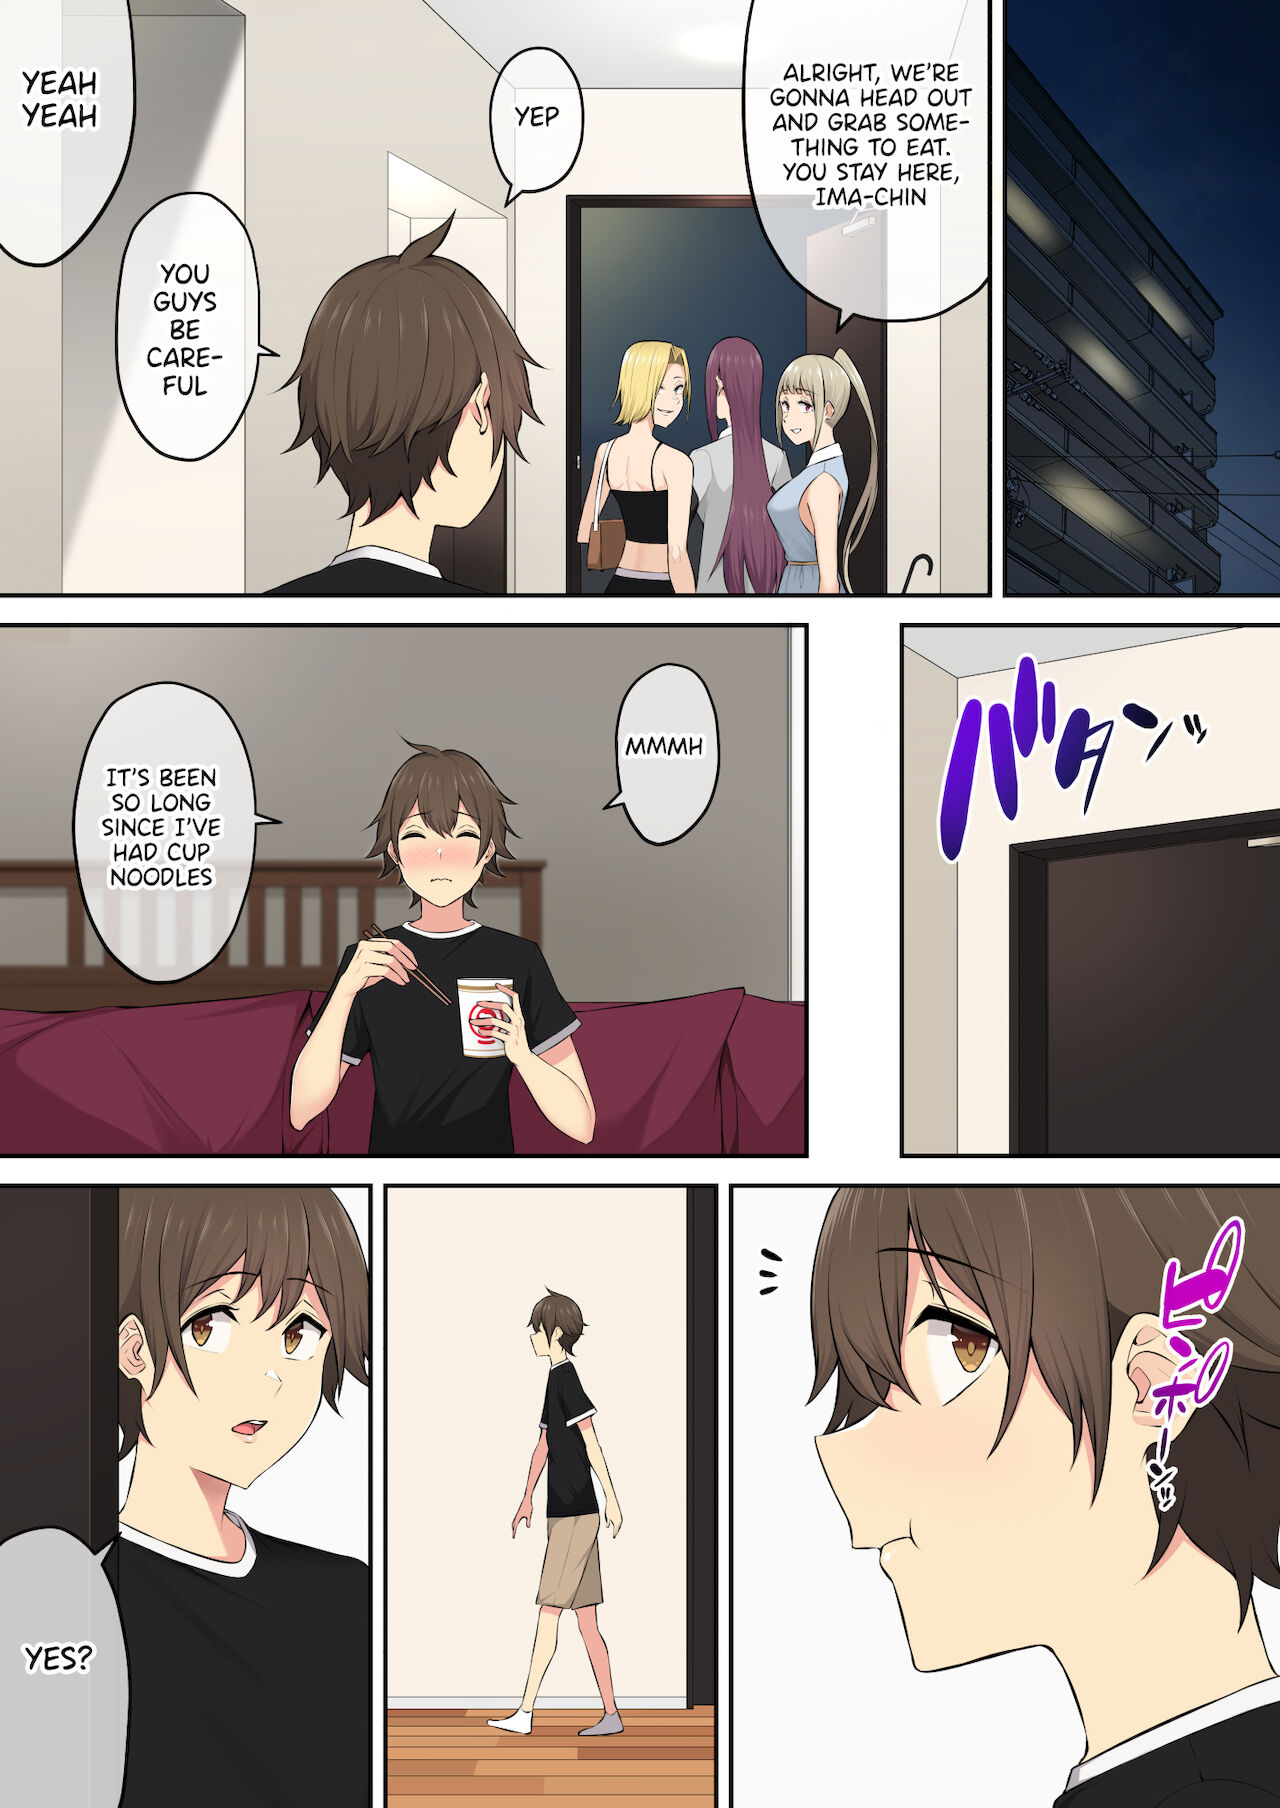 ALRIGHT, WE'RE
GONNA HEAD OUT
AND GRAB SOME-
THING TO EAT.
YOU STAY HERE,
IMA-CHIN
YEP
YOU
GUYS
BE
CARE-
FUL
YEAH
YEAH
バタンッ
MMMH
IT'S BEEN
SO LONG
SINCE I'VE
HAD CUP
NOODLES
ピンポーンッ
YES?